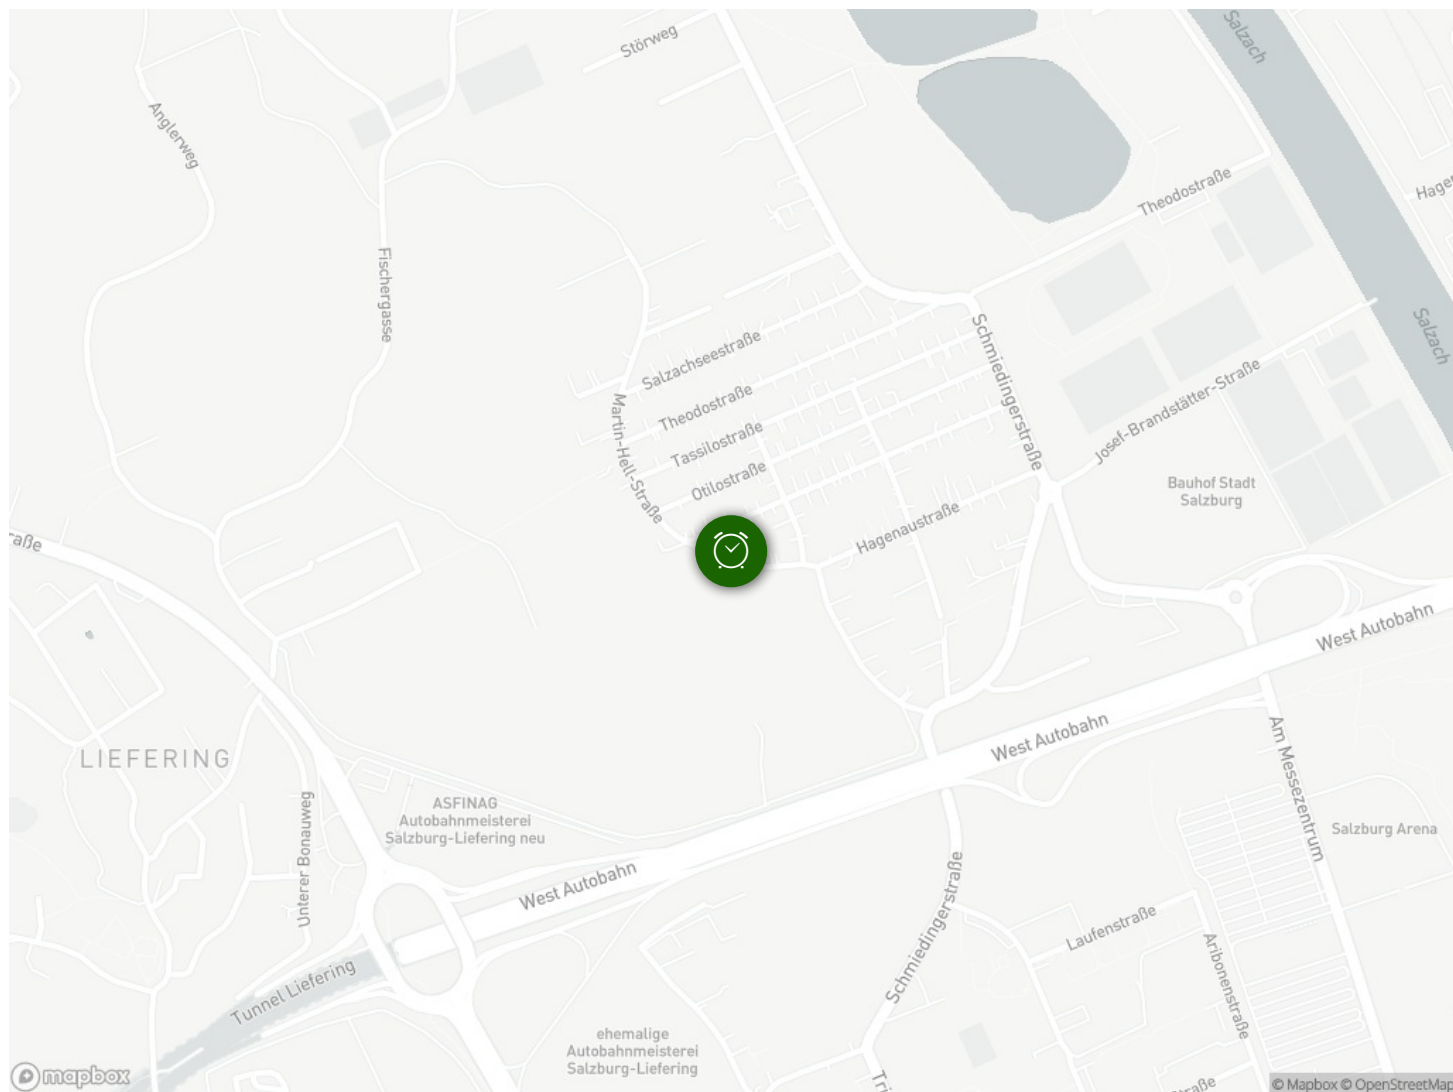 Störweg
Salzach
Anglerweg
Theodostraße
Fischergasse
Salzach
Schmiedingerstraße
Salzachseestraße
Theodostraße
Josef-Brandstätter-Straße
Martin-Hell-Straße
Tassilostraße
Otilostraße
Bauhof Stadt
Salzburg
Hagenaustraße
West Autobahn
West Autobahn
LIEFERING
Am Messezentrum
ASFINAG
Autobahnmeisterei
Salzburg-Liefering neu
Unterer Bonauweg
Salzburg Arena
West Autobahn
Schmiedingerstraße
Laufenstraße
Aribonenstraße
Tunnel Liefering
ehemalige
Autobahnmeisterei
Salzburg-Liefering
mapbox
© Mapbox © OpenStreetMap